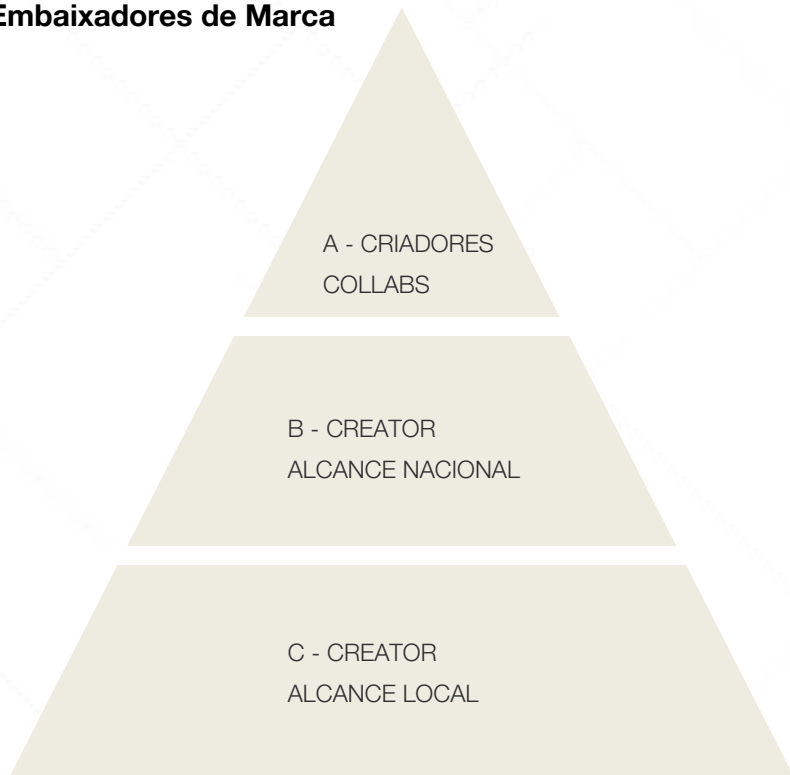 Embaixadores de Marca
A - CRIADORES
COLLABS
B - CREATOR
ALCANCE NACIONAL
C - CREATOR
ALCANCE LOCAL